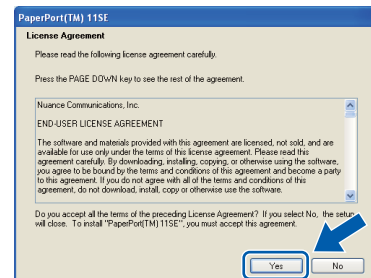 PaperPort(TM) 11SE
License Agreement
Please read the following license agreement carefully.
Press the PAGE DOWN key to see the rest of the agreement.
Nuance Communications, Inc.
END-USER LICENSE AGREEMENT
The software and materials provided with this agreement are licensed, not sold, and are
available for use only under the terms of this license agreement. Please read this
agreement carefully. By downloading, installing, copying, or otherwise using the software,
you agree to be bound by the terms and conditions of this agreement and become a party
to this agreement. If you do not agree with all of the terms and conditions of this
agreement, do not download, install, copy or otherwise use the software.
Do you accept all the terms of the preceding License Agreement? If you select No, the setup
will close. To install "PaperPort(TM) 11SE", you must accept this agreement.
Yes
No